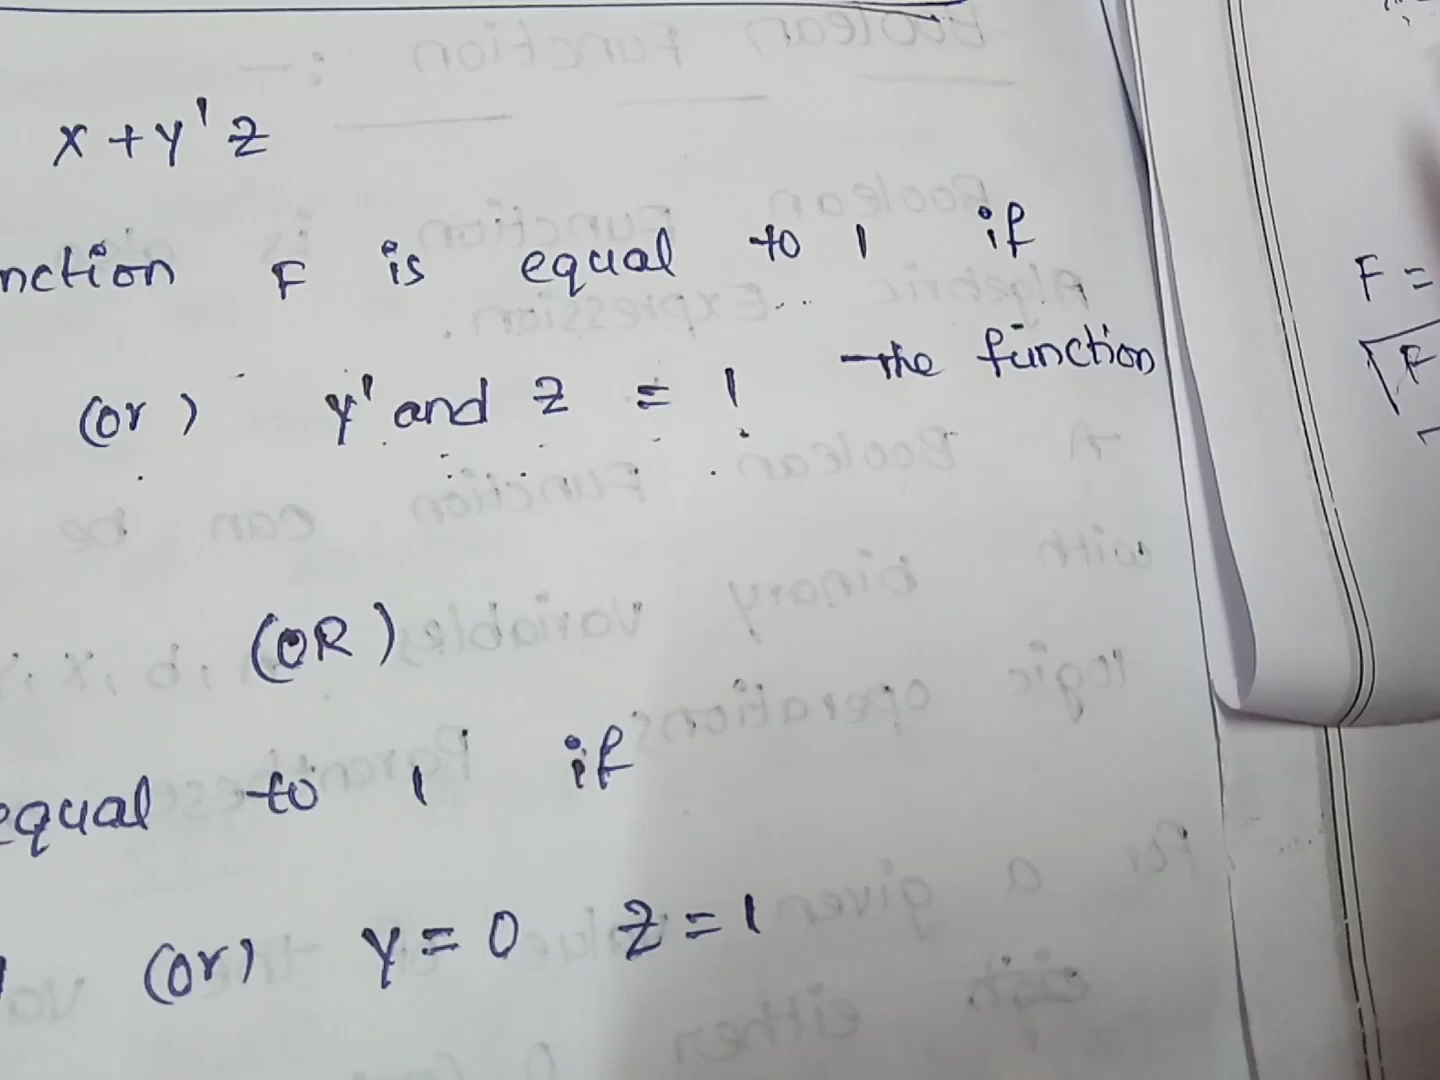 x + y' z
nction F is equal to 1 if
(or) y' and z = 1 the function
(OR)
equal to 1 if
(or) y = 0 z = 1
F =
F